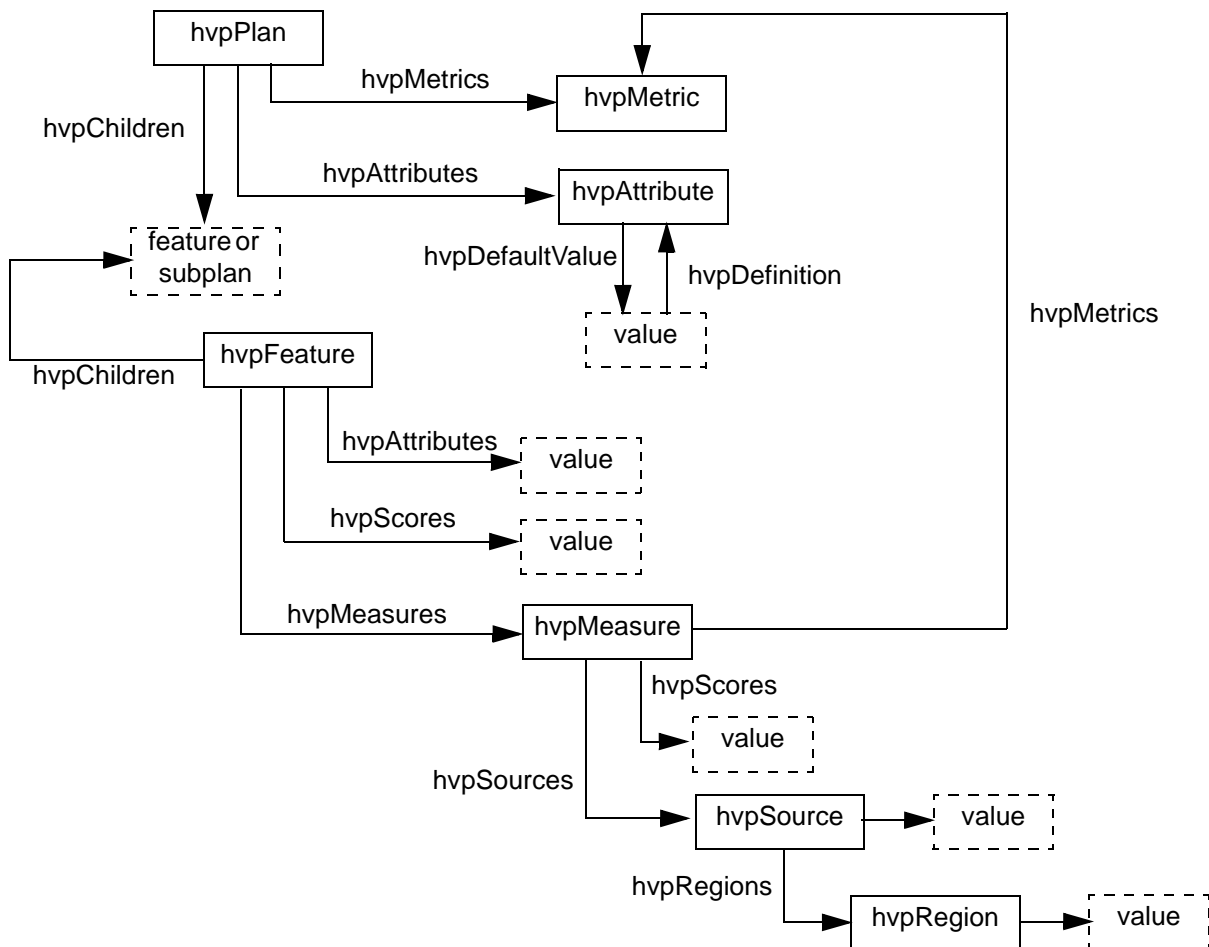 hvpPlan
hvpMetrics
hvpMetric
hvpChildren
hvpAttributes
hvpAttribute
feature or
subplan
hvpDefaultValue
hvpDefinition
value
hvpMetrics
hvpFeature
hvpChildren
hvpAttributes
value
hvpScores
value
hvpMeasures
hvpMeasure
hvpScores
value
hvpSources
hvpSource
value
hvpRegions
hvpRegion
value